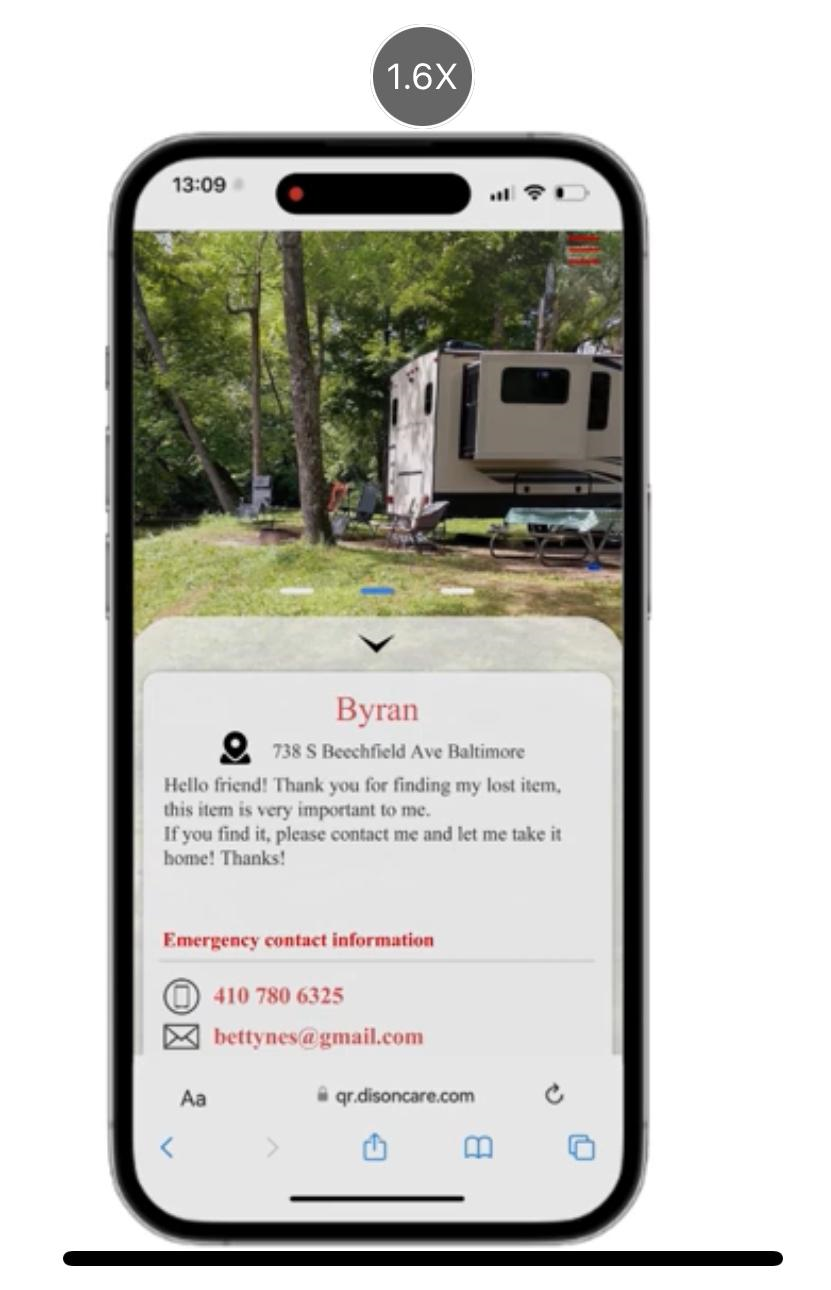 1.6X
13:09
Byran
738 S Beechfield Ave Baltimore
Hello friend! Thank you for finding my lost item,
this item is very important to me.
If you find it, please contact me and let me take it
home! Thanks!
Emergency contact information
410 780 6325
bettynes@gmail.com
Aa qr.disoncare.com